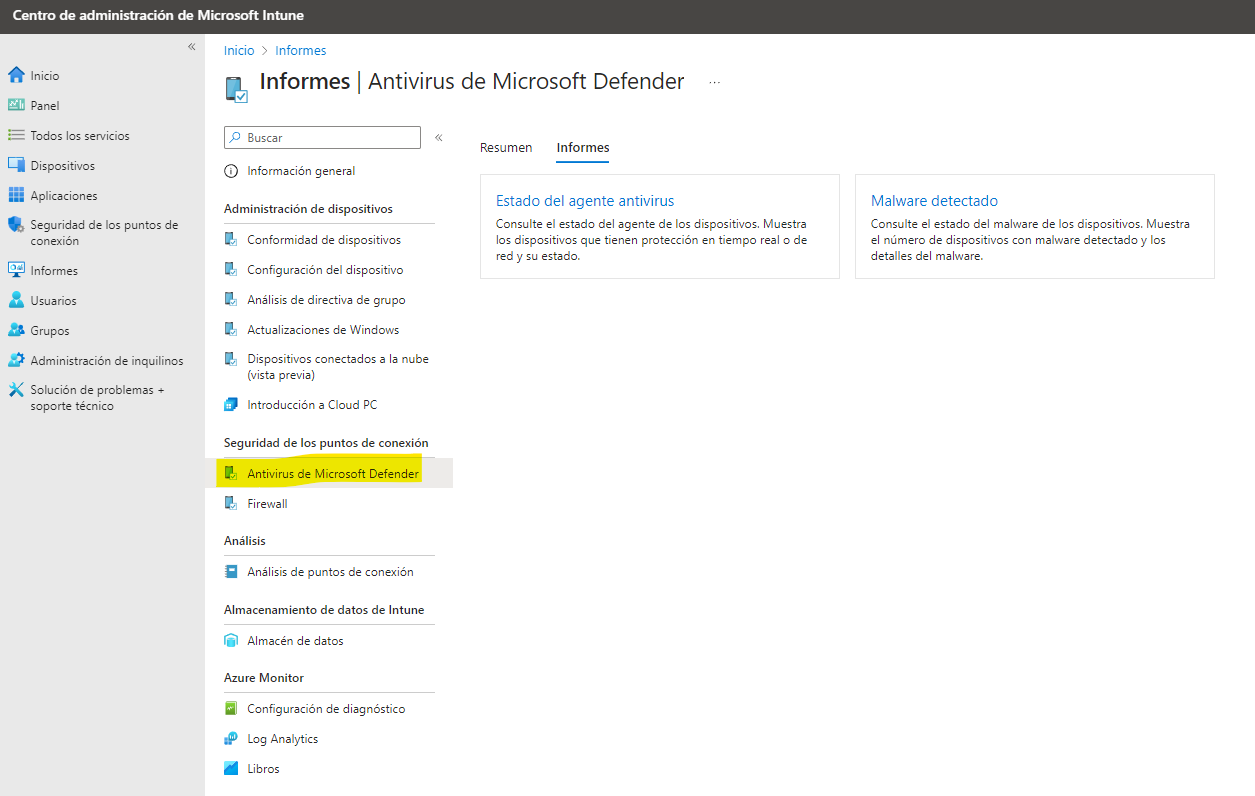 Centro de administración de Microsoft Intune
«
Inicio
Panel
Todos los servicios
Dispositivos
Aplicaciones
Seguridad de los puntos de
conexión
Informes
Usuarios
Grupos
Administración de inquilinos
Solución de problemas +
soporte técnico
Inicio > Informes
Informes | Antivirus de Microsoft Defender ...
Buscar «
Información general
Administración de dispositivos
Conformidad de dispositivos
Configuración del dispositivo
Análisis de directiva de grupo
Actualizaciones de Windows
Dispositivos conectados a la nube
(vista previa)
Introducción a Cloud PC
Seguridad de los puntos de conexión
Antivirus de Microsoft Defender
Firewall
Análisis
Análisis de puntos de conexión
Almacenamiento de datos de Intune
Almacén de datos
Azure Monitor
Configuración de diagnóstico
Log Analytics
Libros
Resumen Informes
Estado del agente antivirus
Consulte el estado del agente de los dispositivos. Muestra
los dispositivos que tienen protección en tiempo real o de
red y su estado.
Malware detectado
Consulte el estado del malware de los dispositivos. Muestra
el número de dispositivos con malware detectado y los
detalles del malware.